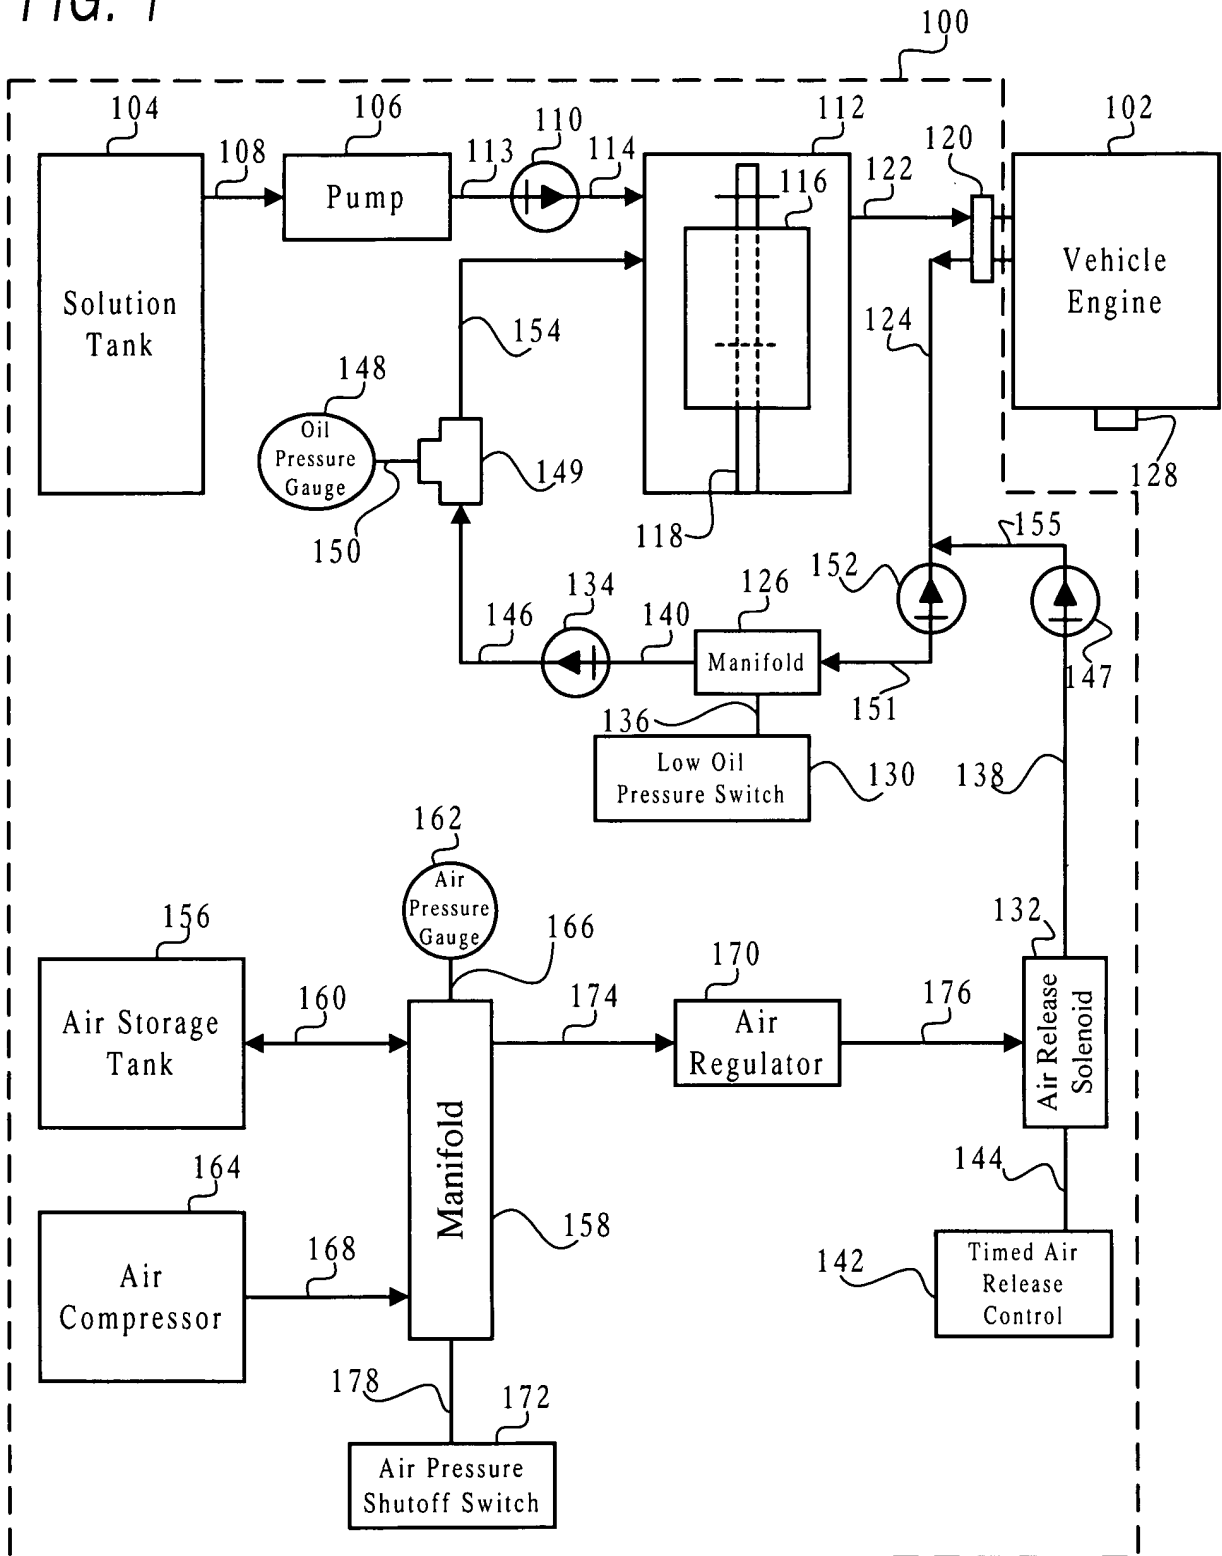 FIG. 1
100
104
106
110
112
120
102
108
113
114
122
116
Pump
Solution
Tank
Vehicle
Engine
154
124
148
Oil
Pressure
Gauge
149
128
150
118
155
152
134
126
146
140
Manifold
147
151
136
138
Low Oil
Pressure Switch
130
162
Air
Pressure
Gauge
156
166
170
132
160
174
176
Air Storage
Tank
Air
Regulator
Air Release
Solenoid
Manifold
164
144
158
168
Air
Compressor
142
Timed Air
Release
Control
178
172
Air Pressure
Shutoff Switch